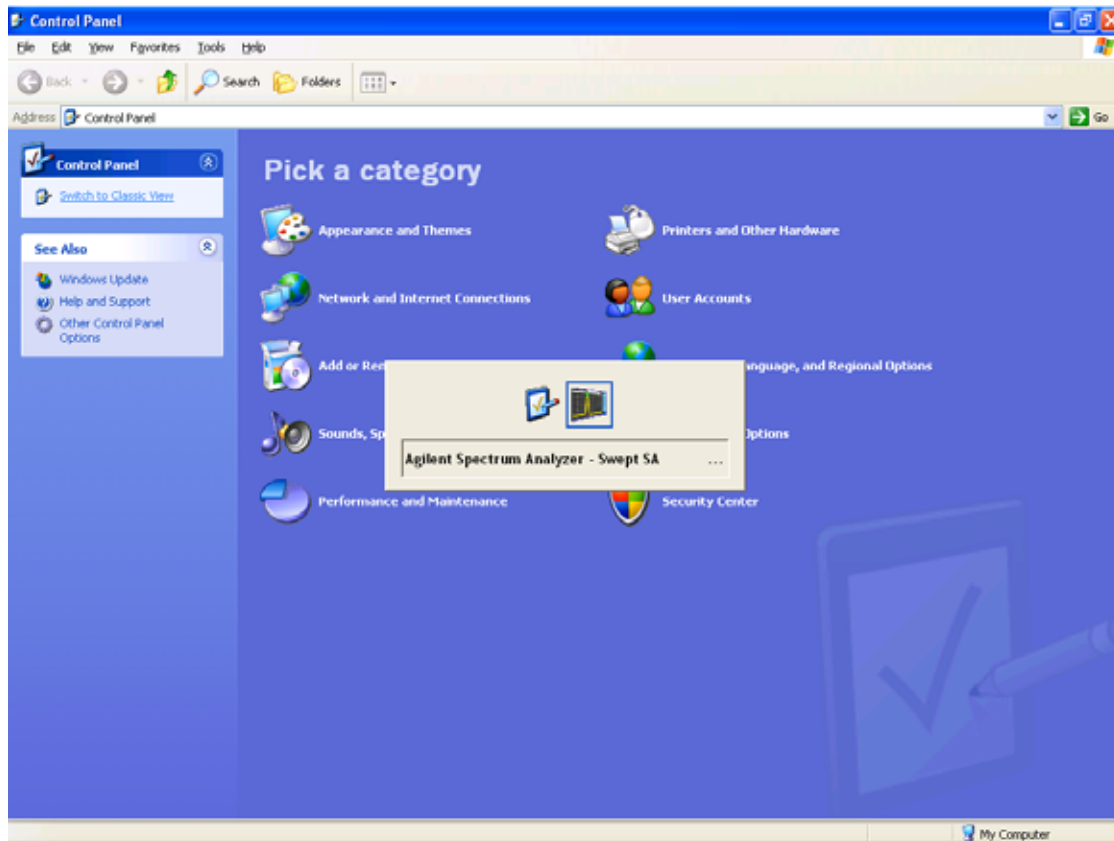 Control Panel
File Edit View Favorites Tools Help
Back Search Folders
Address Control Panel Go
Control Panel
Switch to Classic View
See Also
Windows Update
Help and Support
Other Control Panel
Options
Pick a category
Appearance and Themes
Printers and Other Hardware
Network and Internet Connections
User Accounts
Add or Rem
anguage, and Regional Options
Sounds, Sp
Options
Agilent Spectrum Analyzer - Swept SA ...
Performance and Maintenance
Security Center
My Computer